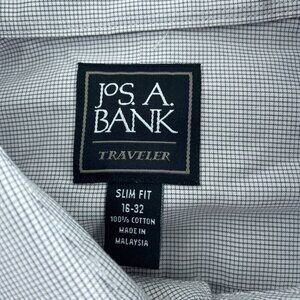 JoS. A.
BANK
TRAVELER
SLIM FIT
16-32
100% COTTON
MADE IN
MALAYSIA